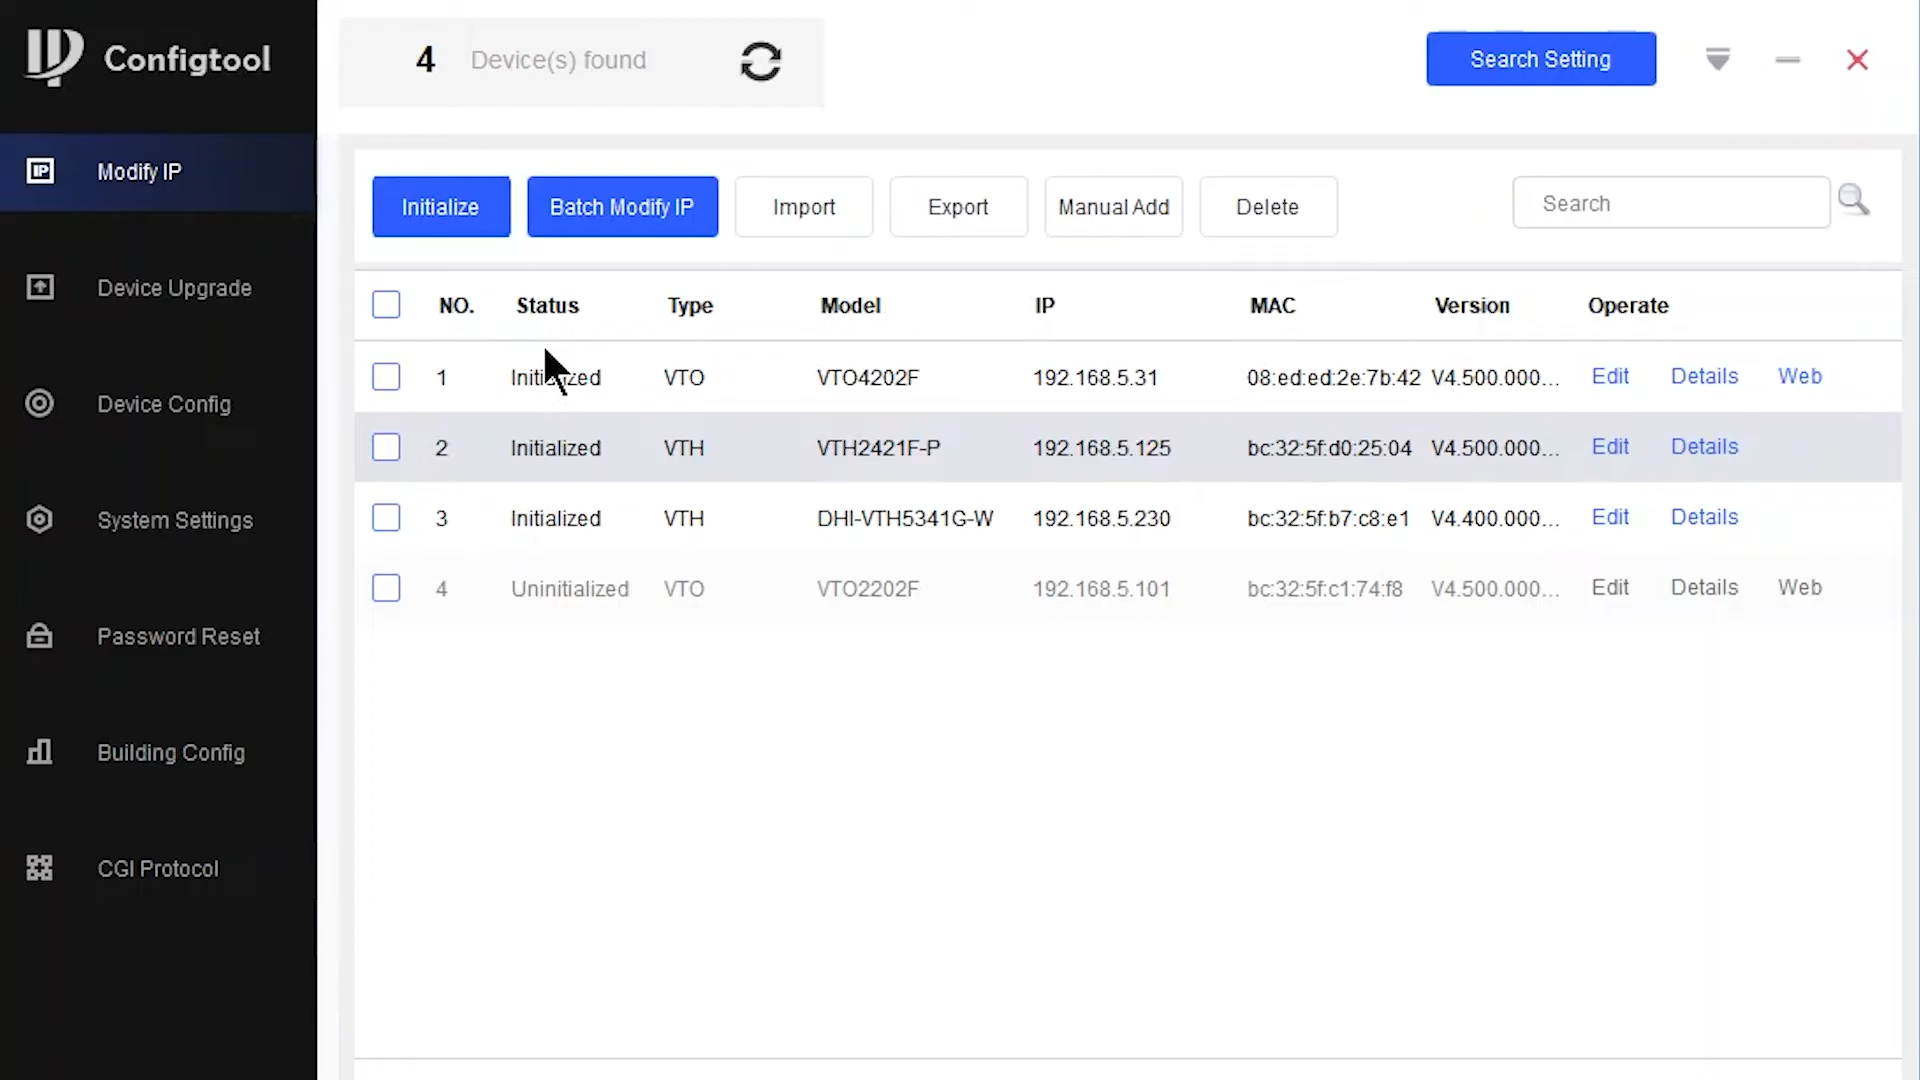 Configtool
4 Device(s) found
Search Setting
Modify IP
Device Upgrade
Device Config
System Settings
Password Reset
Building Config
CGI Protocol
Initialize Batch Modify IP Import Export Manual Add Delete Search
NO. Status Type Model IP MAC Version Operate
1 Initialized VTO VTO4202F 192.168.5.31 08:ed:ed:2e:7b:42 V4.500.000... Edit Details Web
2 Initialized VTH VTH2421F-P 192.168.5.125 bc:32:5f:d0:25:04 V4.500.000... Edit Details
3 Initialized VTH DHI-VTH5341G-W 192.168.5.230 bc:32:5f:b7:c8:e1 V4.400.000... Edit Details
4 Uninitialized VTO VTO2202F 192.168.5.101 bc:32:5f:c1:74:f8 V4.500.000... Edit Details Web